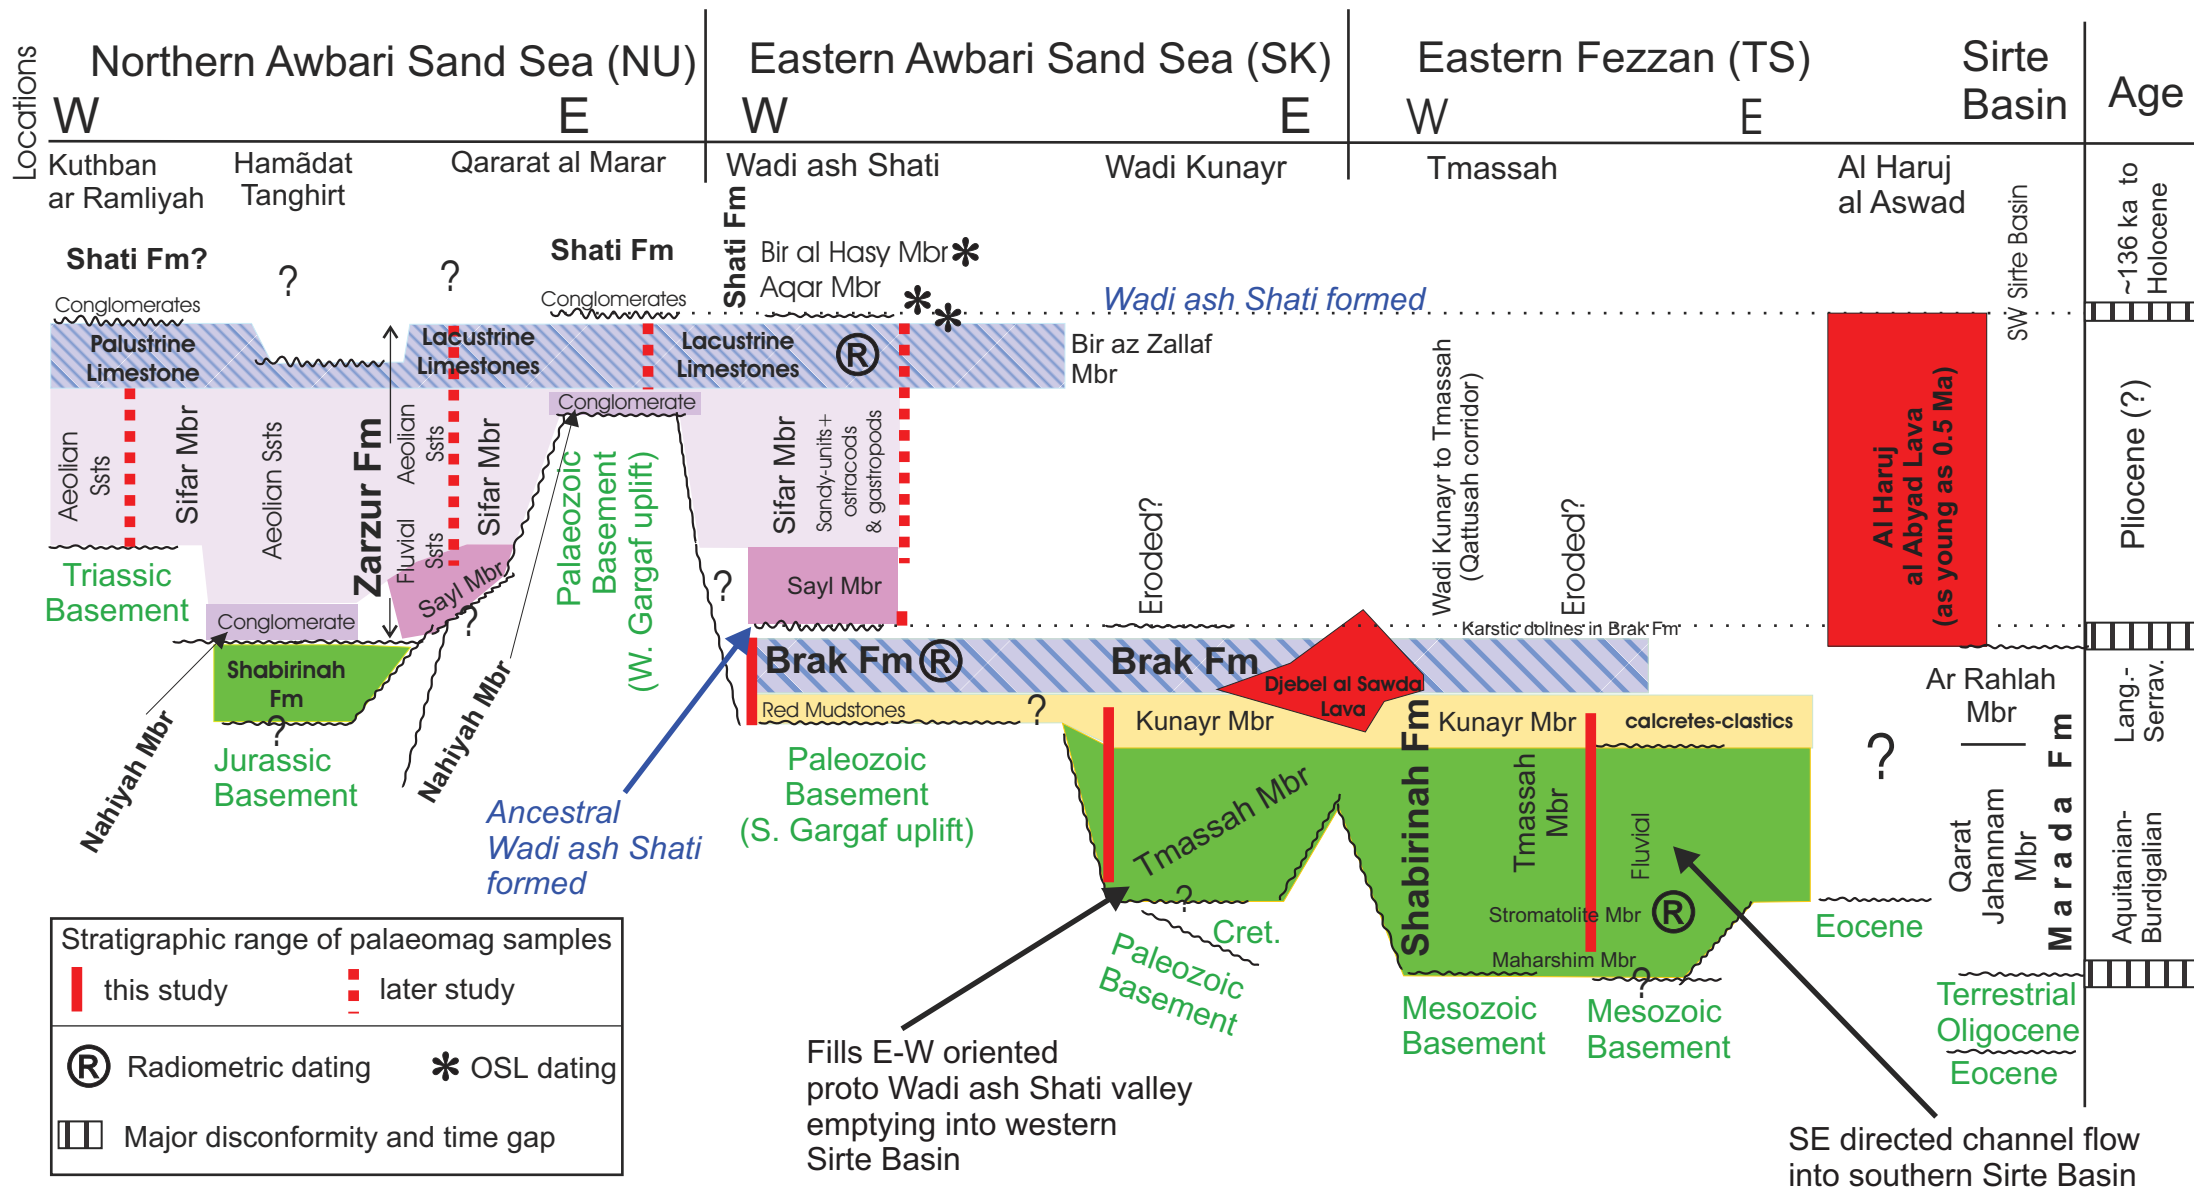 Locations
Northern Awbari Sand Sea (NU)
Eastern Awbari Sand Sea (SK)
Eastern Fezzan (TS)
Sirte
Basin
Age
W
E
W
E
W
E
Kuthban
ar Ramliyah
Hamãdat
Tanghirt
Qararat al Marar
Wadi ash Shati
Wadi Kunayr
Tmassah
Al Haruj
al Aswad
SW Sirte Basin
~136 ka to
Holocene
Shati Fm?
?
?
Shati Fm
Shati Fm
Bir al Hasy Mbr
Aqar Mbr
Conglomerates
Conglomerates
Wadi ash Shati formed
Palustrine
Limestone
Lacustrine
Limestones
Lacustrine
Limestones
R
Bir az Zallaf
Mbr
Conglomerate
Aeolian
Ssts
Sifar Mbr
Aeolian Ssts
Zarzur Fm
Aeolian
Ssts
Fluvial
Ssts
Sifar Mbr
Sayl Mbr
?
Palaeozoic
Basement
(W. Gargaf uplift)
Sifar Mbr
Sandy-units+
ostracods
& gastropods
?
Sayl Mbr
Eroded?
Wadi Kunayr to Tmassah
(Qattusah corridor)
Eroded?
Al Haruj
al Abyad Lava
(as young as 0.5 Ma)
Pliocene (?)
Triassic
Basement
Conglomerate
Karstic dolines in Brak Fm
Shabirinah
Fm
?
Jurassic
Basement
Nahiyah Mbr
Nahiyah Mbr
Brak Fm
R
Brak Fm
Djebel al Sawda
Lava
Red Mudstones
?
Kunayr Mbr
Kunayr Mbr
calcretes-clastics
?
Ar Rahlah
Mbr
Lang.-
Serrav.
Ancestral
Wadi ash Shati
formed
Paleozoic
Basement
(S. Gargaf uplift)
Tmassah Mbr
Shabirinah Fm
Tmassah
Mbr
Fluvial
Stromatolite Mbr
R
Maharshim Mbr
Qarat
Jahannam
Mbr
Marada Fm
Aquitanian-
Burdigalian
?
Cret.
Paleozoic
Basement
Eocene
?
Mesozoic
Basement
Mesozoic
Basement
Terrestrial
Oligocene
Eocene
Stratigraphic range of palaeomag samples
this study
later study
R Radiometric dating
OSL dating
Major disconformity and time gap
Fills E-W oriented
proto Wadi ash Shati valley
emptying into western
Sirte Basin
SE directed channel flow
into southern Sirte Basin